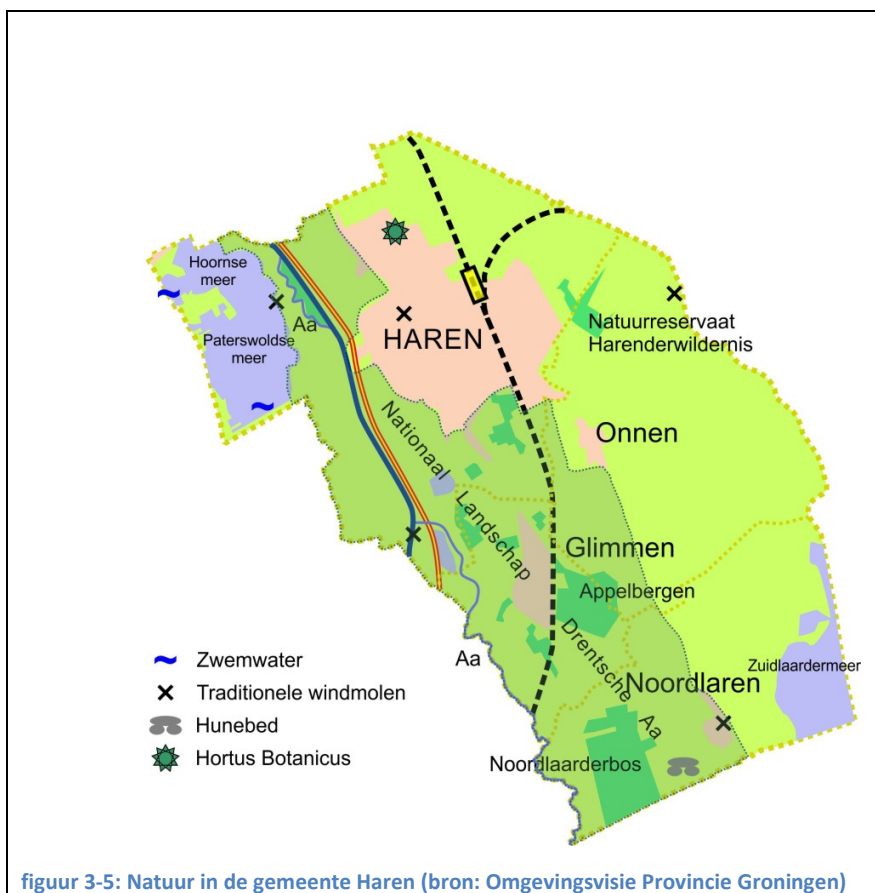 Hoornse
meer
Aa
Paterswoldse
meer
HAREN
Natuurreservaat
Harenderwildernis
Onnen
Nationaal Landschap Drentsche Aa
Glimmen
Appelbergen
Aa
Noordlaren
Zuidlaardermeer
Noordlaarderbos
Zwemwater
Traditionele windmolen
Hunebed
Hortus Botanicus
figuur 3-5: Natuur in de gemeente Haren (bron: Omgevingsvisie Provincie Groningen)